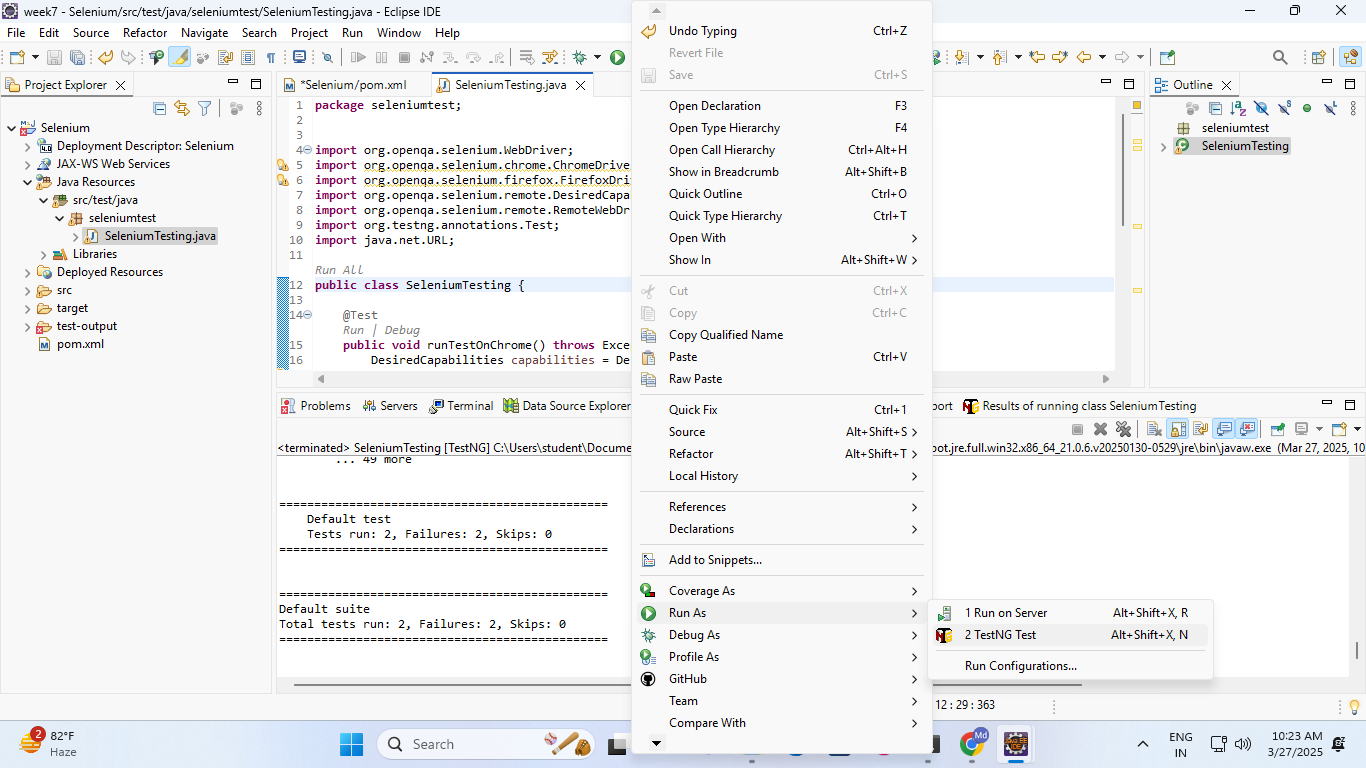 week7 - Selenium/src/test/java/seleniumtest/SeleniumTesting.java - Eclipse IDE
File Edit Source Refactor Navigate Search Project Run Window Help
Project Explorer
Selenium
Deployment Descriptor: Selenium
JAX-WS Web Services
Java Resources
src/test/java
seleniumtest
SeleniumTesting.java
Libraries
Deployed Resources
src
target
test-output
pom.xml
*Selenium/pom.xml
SeleniumTesting.java
1 package seleniumtest;
2
3
4 import org.openqa.selenium.WebDriver;
5 import org.openqa.selenium.chrome.ChromeDrive
6 import org.openqa.selenium.firefox.FirefoxDri
7 import org.openqa.selenium.remote.DesiredCapa
8 import org.openqa.selenium.remote.RemoteWebDr
9 import org.testng.annotations.Test;
10 import java.net.URL;
11
Run All
12 public class SeleniumTesting {
13
14 @Test
Run | Debug
15 public void runTestOnChrome() throws Exce
16 DesiredCapabilities capabilities = De
Problems Servers Terminal Data Source Explorer
port Results of running class SeleniumTesting
<terminated> SeleniumTesting [TestNG] C:\Users\student\Docume
oot.jre.full.win32.x86_64_21.0.6.v20250130-0529\jre\bin\javaw.exe (Mar 27, 2025, 10
... 49 more
===============================================
Default test
Tests run: 2, Failures: 2, Skips: 0
===============================================
===============================================
Default suite
Total tests run: 2, Failures: 2, Skips: 0
===============================================
Undo Typing Ctrl+Z
Revert File
Save Ctrl+S
Open Declaration F3
Open Type Hierarchy F4
Open Call Hierarchy Ctrl+Alt+H
Show in Breadcrumb Alt+Shift+B
Quick Outline Ctrl+O
Quick Type Hierarchy Ctrl+T
Open With
Show In Alt+Shift+W
Cut Ctrl+X
Copy Ctrl+C
Copy Qualified Name
Paste Ctrl+V
Raw Paste
Quick Fix Ctrl+1
Source Alt+Shift+S
Refactor Alt+Shift+T
Local History
References
Declarations
Add to Snippets...
Coverage As
Run As
Debug As
Profile As
GitHub
Team
Compare With
1 Run on Server Alt+Shift+X, R
2 TestNG Test Alt+Shift+X, N
Run Configurations...
Outline
seleniumtest
SeleniumTesting
12 : 29 : 363
2
82°F
Haze
Search
Md
ENG
IN
10:23 AM
3/27/2025